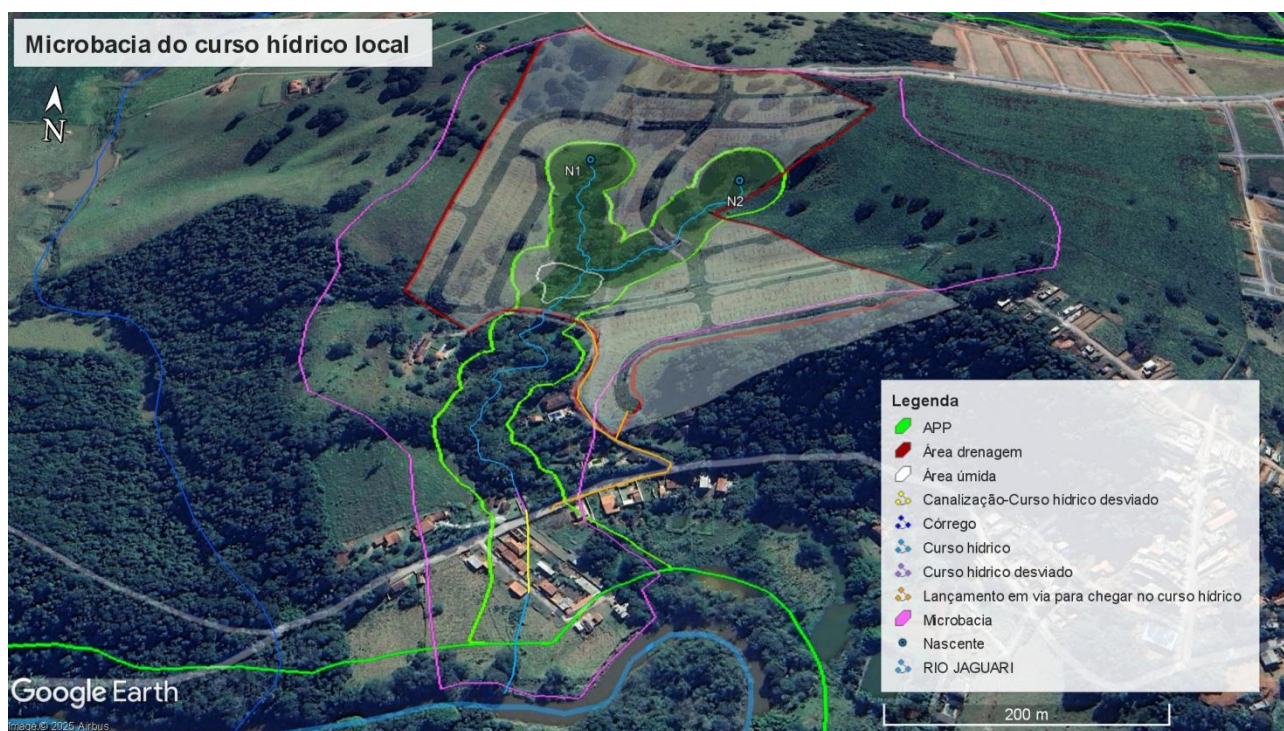 Microbacia do curso hídrico local
N
N1
N2
Legenda
APP
Área drenagem
Área úmida
Canalização-Curso hídrico desviado
Córrego
Curso hídrico
Curso hídrico desviado
Lançamento em via para chegar no curso hídrico
Microbacia
Nascente
RIO JAGUARI
Google Earth
Image © 2025 Airbus
200 m